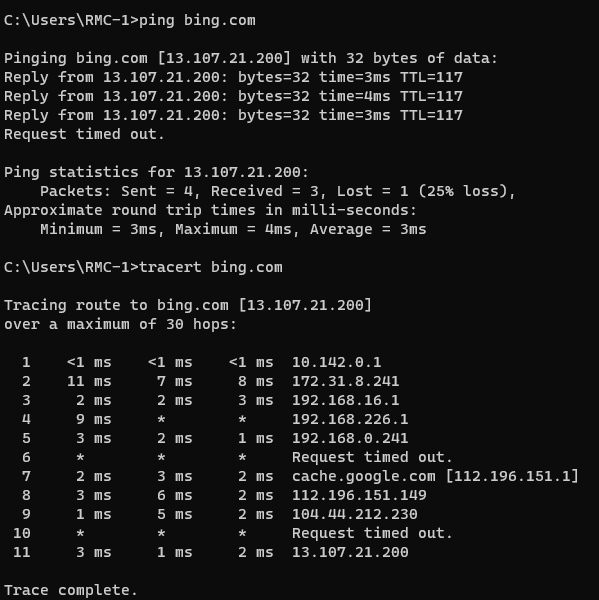 C:\Users\RMC-1>ping bing.com
Pinging bing.com [13.107.21.200] with 32 bytes of data:
Reply from 13.107.21.200: bytes=32 time=3ms TTL=117
Reply from 13.107.21.200: bytes=32 time=4ms TTL=117
Reply from 13.107.21.200: bytes=32 time=3ms TTL=117
Request timed out.
Ping statistics for 13.107.21.200:
    Packets: Sent = 4, Received = 3, Lost = 1 (25% loss),
Approximate round trip times in milli-seconds:
    Minimum = 3ms, Maximum = 4ms, Average = 3ms
C:\Users\RMC-1>tracert bing.com
Tracing route to bing.com [13.107.21.200]
over a maximum of 30 hops:
  1    <1 ms    <1 ms    <1 ms  10.142.0.1
  2    11 ms     7 ms     8 ms  172.31.8.241
  3     2 ms     2 ms     3 ms  192.168.16.1
  4     9 ms     *        *     192.168.226.1
  5     3 ms     2 ms     1 ms  192.168.0.241
  6     *        *        *     Request timed out.
  7     2 ms     3 ms     2 ms  cache.google.com [112.196.151.1]
  8     3 ms     6 ms     2 ms  112.196.151.149
  9     1 ms     5 ms     2 ms  104.44.212.230
 10     *        *        *     Request timed out.
 11     3 ms     1 ms     2 ms  13.107.21.200
Trace complete.